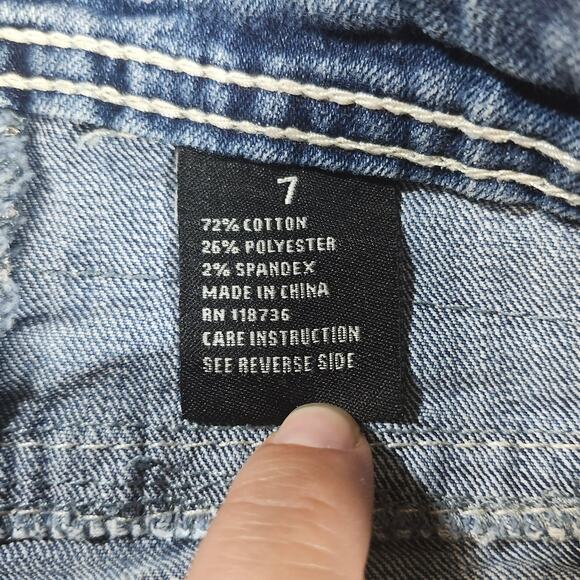 7
72% COTTON
26% POLYESTER
2% SPANDEX
MADE IN CHINA
RN 118736
CARE INSTRUCTION
SEE REVERSE SIDE